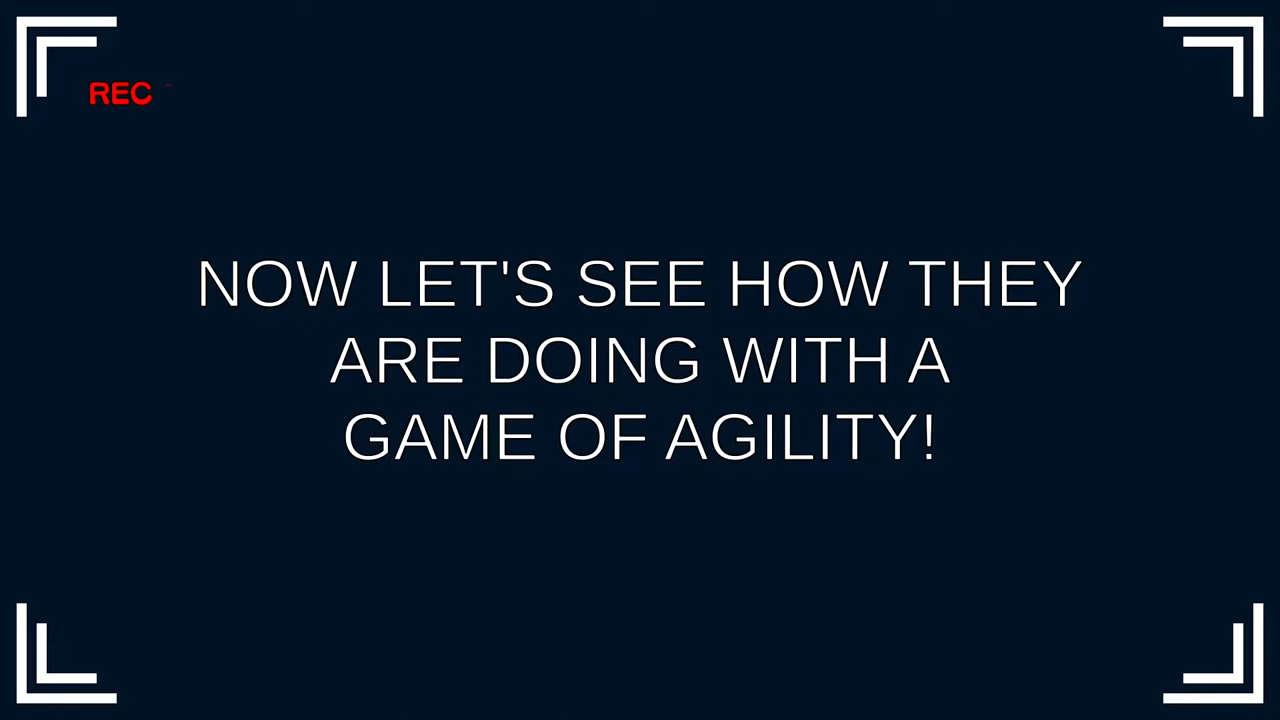 REC
NOW LET'S SEE HOW THEY
ARE DOING WITH A
GAME OF AGILITY!